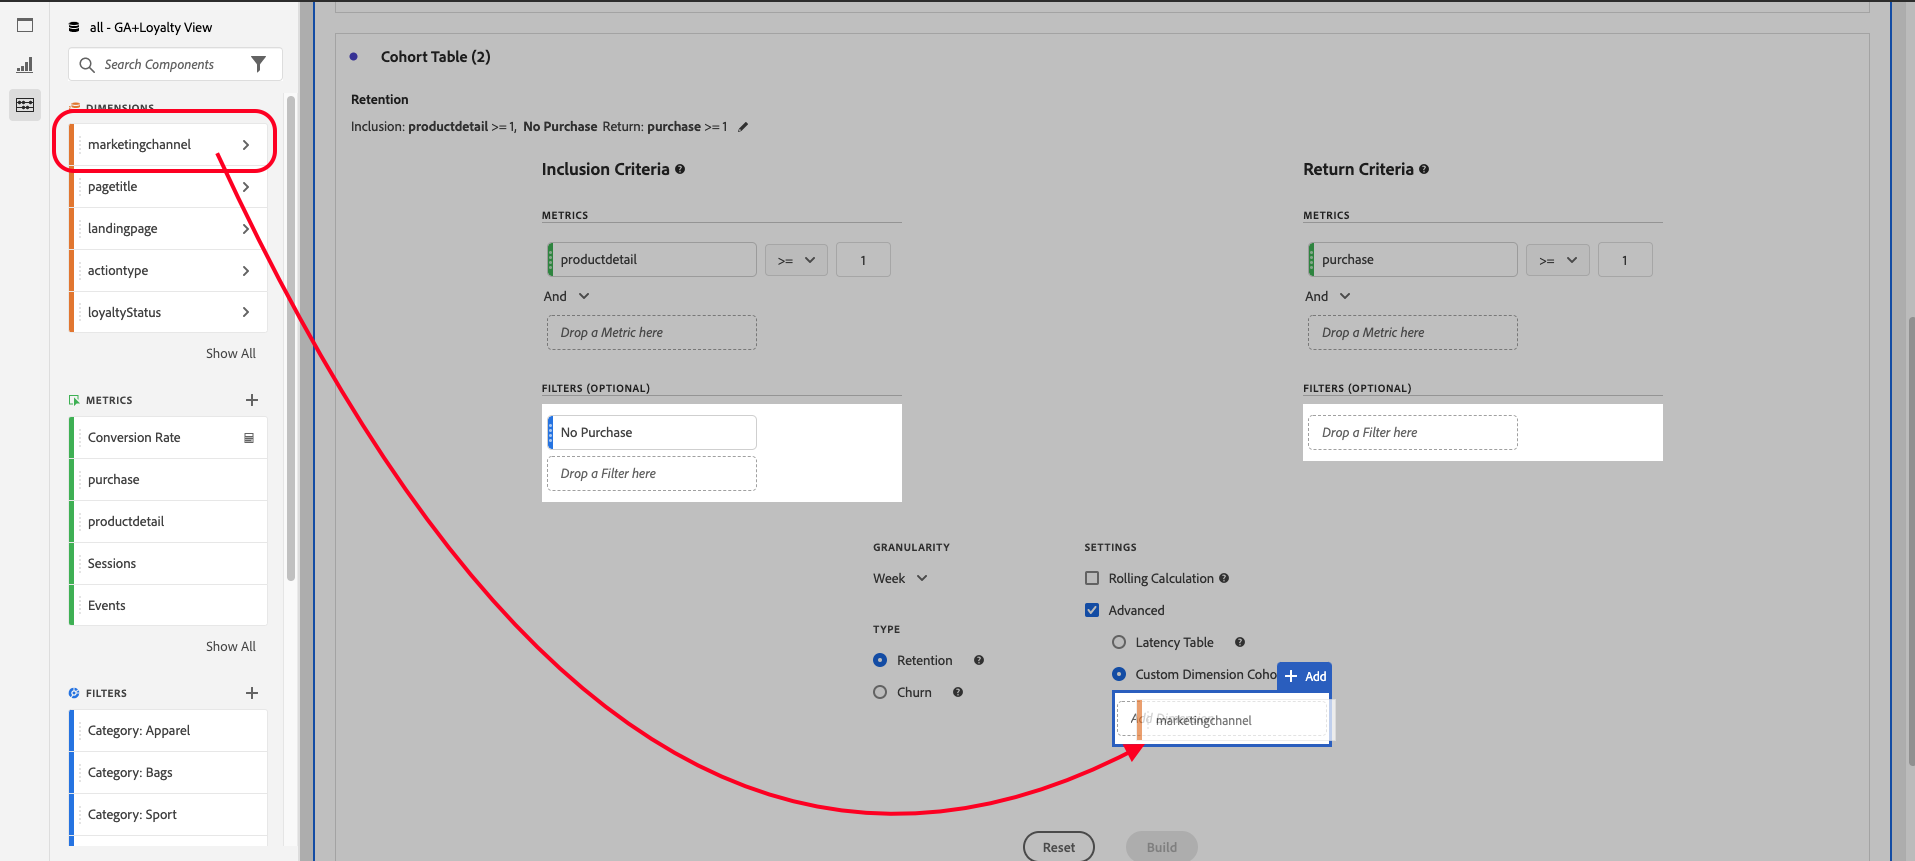 all - GA+Loyalty View
Search Components
DIMENSIONS
marketingchannel
pagetitle
landingpage
actiontype
loyaltyStatus
Show All
METRICS
Conversion Rate
purchase
productdetail
Sessions
Events
Show All
FILTERS
Category: Apparel
Category: Bags
Category: Sport
Cohort Table (2)
Retention
Inclusion: productdetail >= 1, No Purchase Return: purchase >= 1
Inclusion Criteria
METRICS
productdetail >= 1
And
Drop a Metric here
FILTERS (OPTIONAL)
No Purchase
Drop a Filter here
Return Criteria
METRICS
purchase >= 1
And
Drop a Metric here
FILTERS (OPTIONAL)
Drop a Filter here
GRANULARITY
Week
TYPE
Retention
Churn
SETTINGS
Rolling Calculation
Advanced
Latency Table
Custom Dimension Coho
+ Add
Add Dimension
marketingchannel
Reset
Build